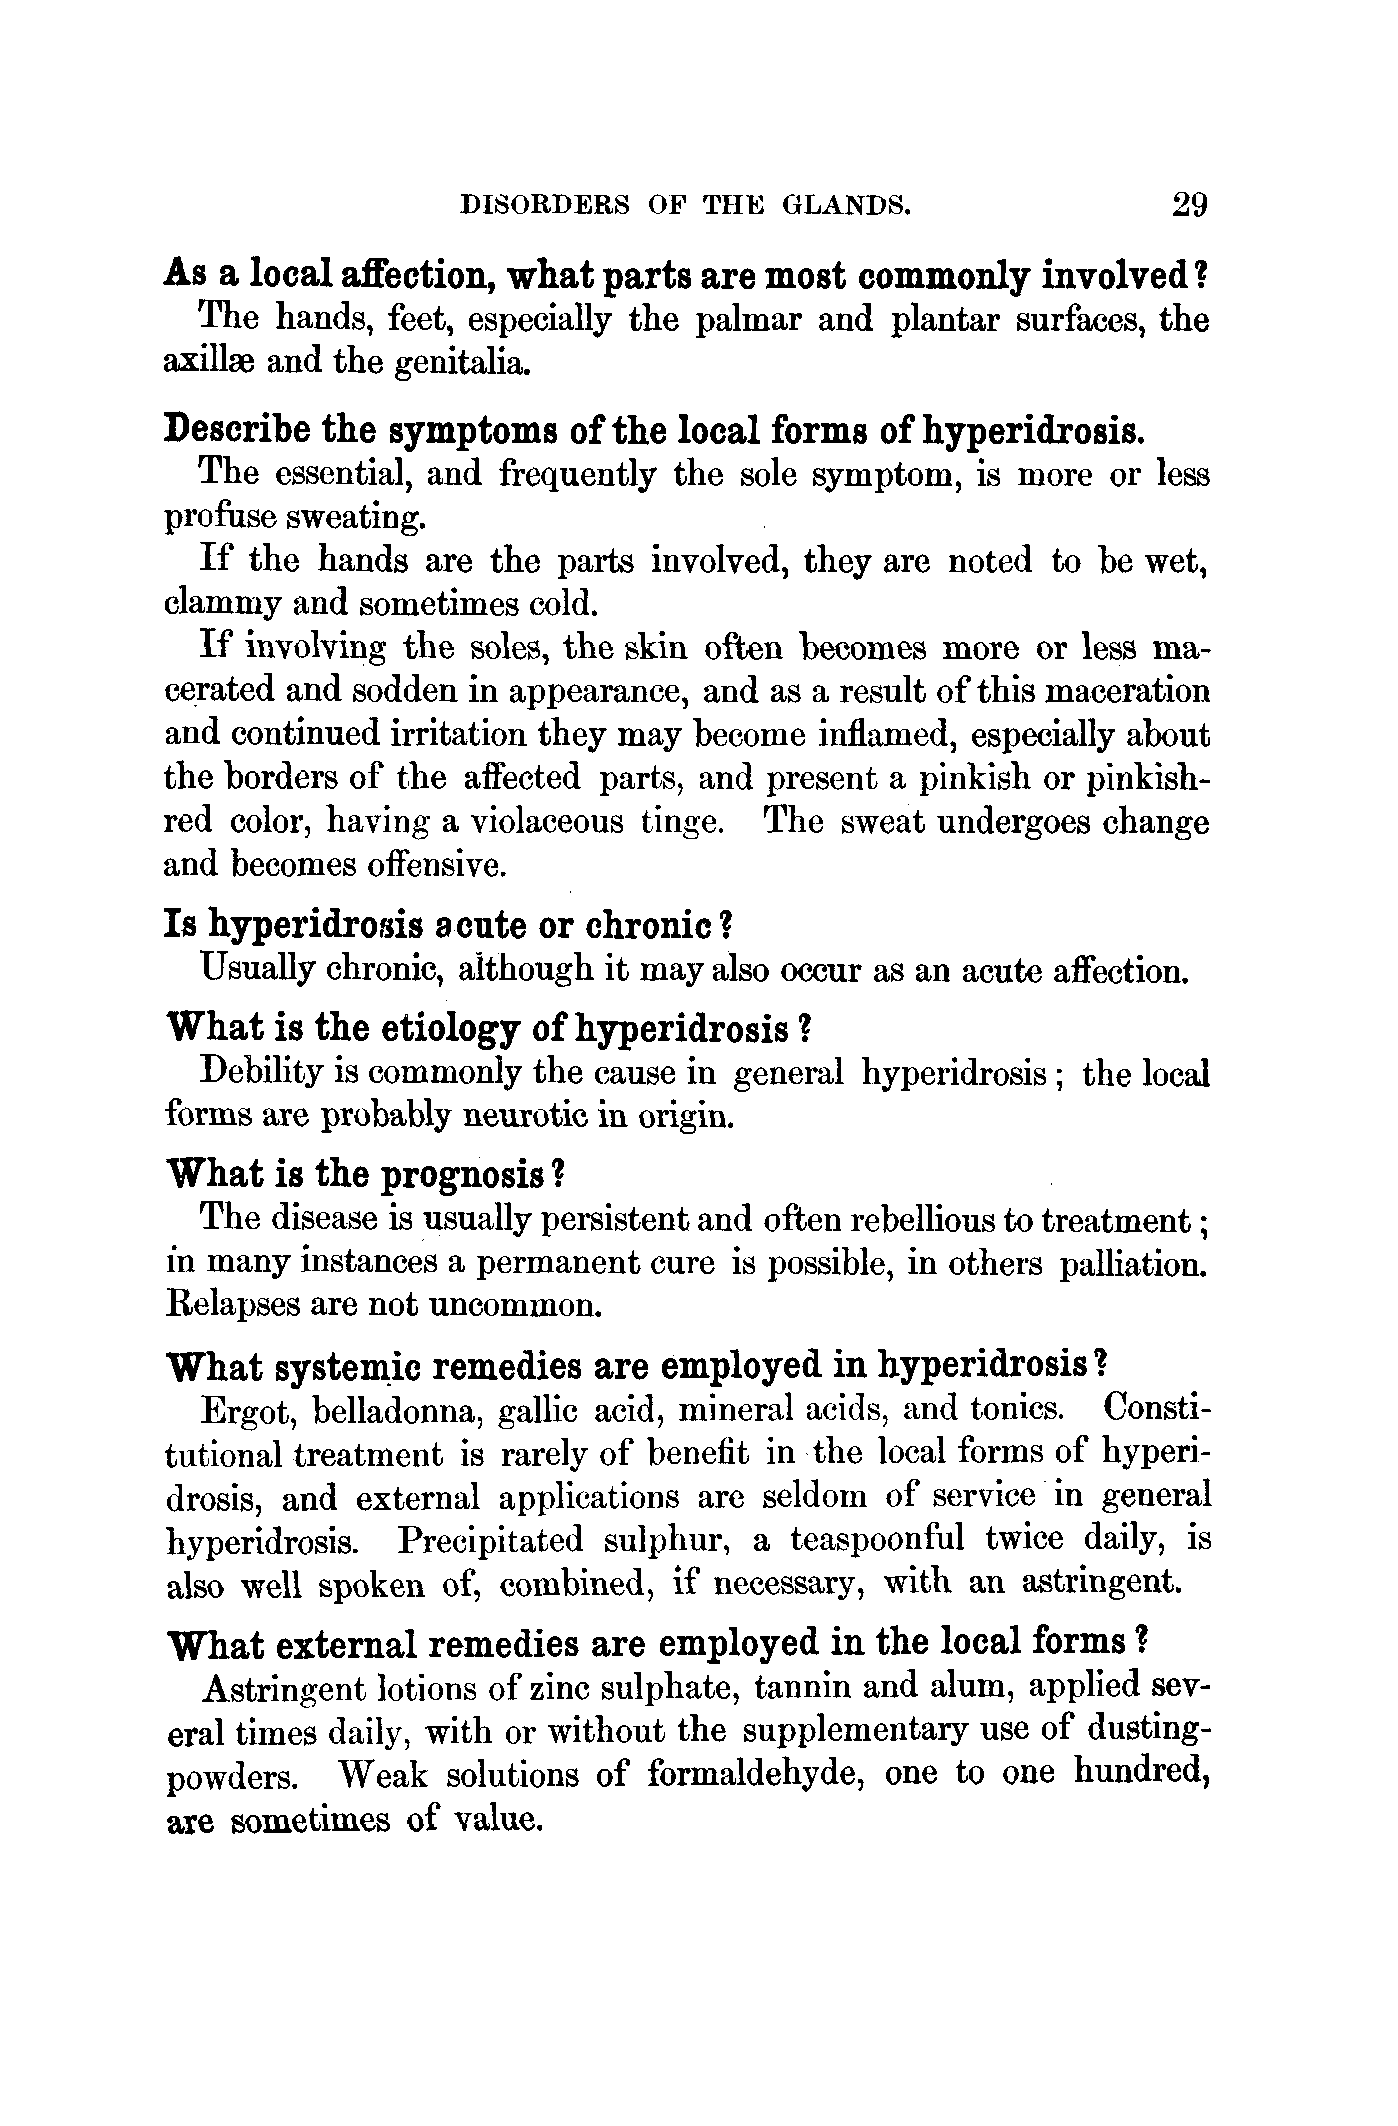 DISORDERS OF THE GLANDS. 29
As a local affection, what parts are most commonly involved?
The hands, feet, especially the palmar and plantar surfaces, the
axillæ and the genitalia.
Describe the symptoms of the local forms of hyperidrosis.
The essential, and frequently the sole symptom, is more or less
profuse sweating.
If the hands are the parts involved, they are noted to be wet,
clammy and sometimes cold.
If involving the soles, the skin often becomes more or less ma-
cerated and sodden in appearance, and as a result of this maceration
and continued irritation they may become inflamed, especially about
the borders of the affected parts, and present a pinkish or pinkish-
red color, having a violaceous tinge. The sweat undergoes change
and becomes offensive.
Is hyperidrosis acute or chronic?
Usually chronic, although it may also occur as an acute affection.
What is the etiology of hyperidrosis?
Debility is commonly the cause in general hyperidrosis; the local
forms are probably neurotic in origin.
What is the prognosis?
The disease is usually persistent and often rebellious to treatment;
in many instances a permanent cure is possible, in others palliation.
Relapses are not uncommon.
What systemic remedies are employed in hyperidrosis?
Ergot, belladonna, gallic acid, mineral acids, and tonics. Consti-
tutional treatment is rarely of benefit in the local forms of hyperi-
drosis, and external applications are seldom of service in general
hyperidrosis. Precipitated sulphur, a teaspoonful twice daily, is
also well spoken of, combined, if necessary, with an astringent.
What external remedies are employed in the local forms?
Astringent lotions of zinc sulphate, tannin and alum, applied sev-
eral times daily, with or without the supplementary use of dusting-
powders. Weak solutions of formaldehyde, one to one hundred,
are sometimes of value.